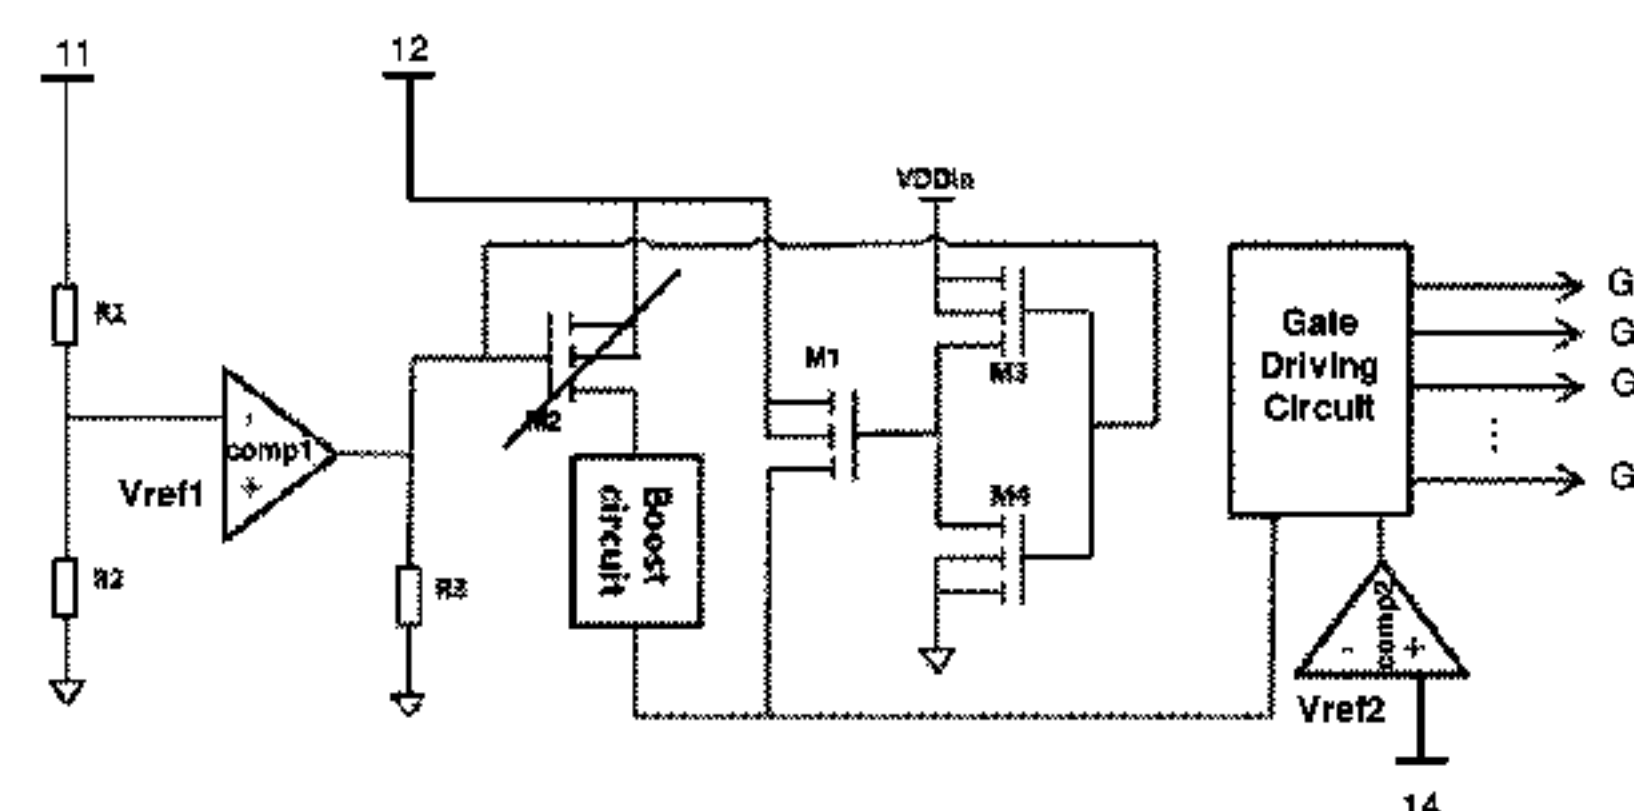 11
12
VDDin
R1
M1
M3
M2
Gate
Driving
Circuit
G
G
G
G
-
comp1
+
Vref1
Boost
circuit
M4
R2
R3
comp2
- +
Vref2
14